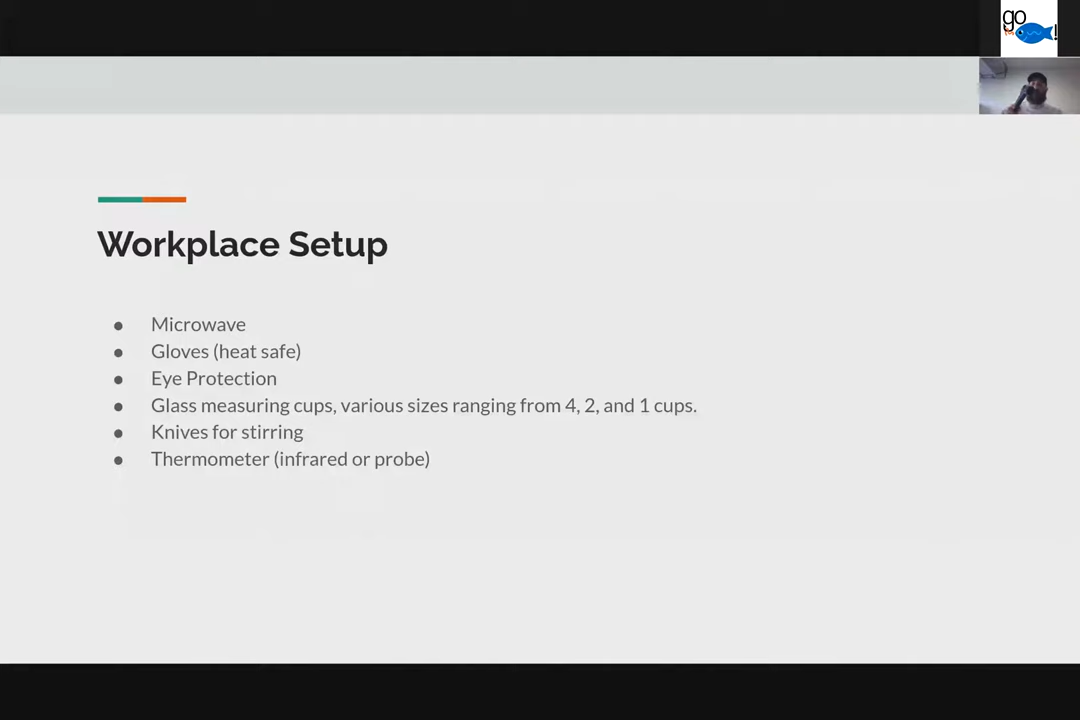 go
!
Workplace Setup
● Microwave
● Gloves (heat safe)
● Eye Protection
● Glass measuring cups, various sizes ranging from 4, 2, and 1 cups.
● Knives for stirring
● Thermometer (infrared or probe)